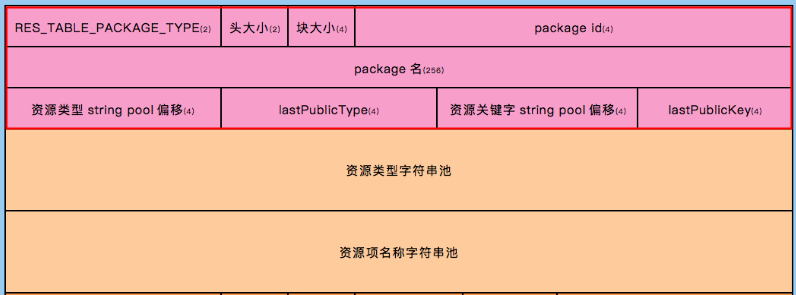 RES_TABLE_PACKAGE_TYPE(2) 头大小(2) 块大小(4) package id(4)
package 名(256)
资源类型 string pool 偏移(4) lastPublicType(4) 资源关键字 string pool 偏移(4) lastPublicKey(4)
资源类型字符串池
资源项名称字符串池